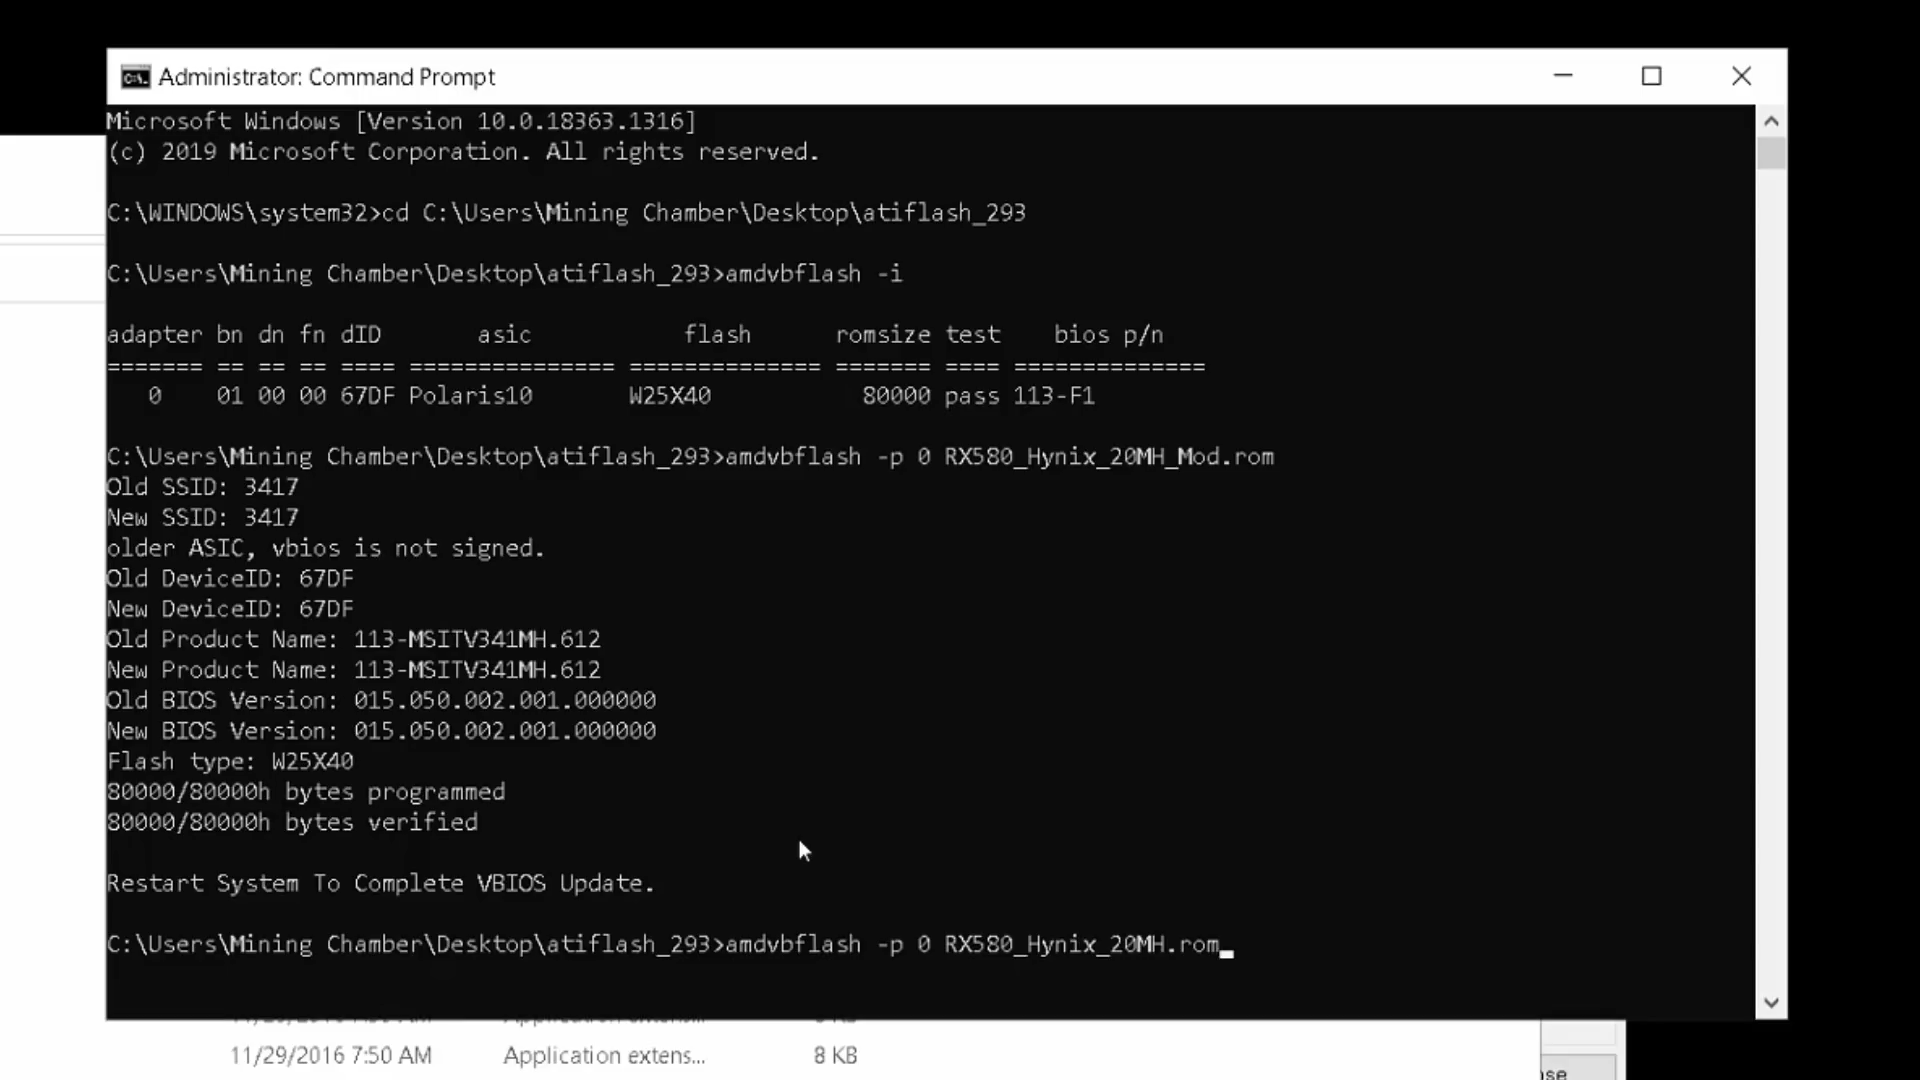 Administrator: Command Prompt
Microsoft Windows [Version 10.0.18363.1316]
(c) 2019 Microsoft Corporation. All rights reserved.
C:\WINDOWS\system32>cd C:\Users\Mining Chamber\Desktop\atiflash_293
C:\Users\Mining Chamber\Desktop\atiflash_293>amdvbflash -i
adapter bn dn fn dID asic flash romsize test bios p/n
======= == == == ==== =============== ============== ======= ==== ==============
0 01 00 00 67DF Polaris10 W25X40 80000 pass 113-F1
C:\Users\Mining Chamber\Desktop\atiflash_293>amdvbflash -p 0 RX580_Hynix_20MH_Mod.rom
Old SSID: 3417
New SSID: 3417
older ASIC, vbios is not signed.
Old DeviceID: 67DF
New DeviceID: 67DF
Old Product Name: 113-MSITV341MH.612
New Product Name: 113-MSITV341MH.612
Old BIOS Version: 015.050.002.001.000000
New BIOS Version: 015.050.002.001.000000
Flash type: W25X40
80000/80000h bytes programmed
80000/80000h bytes verified
Restart System To Complete VBIOS Update.
C:\Users\Mining Chamber\Desktop\atiflash_293>amdvbflash -p 0 RX580_Hynix_20MH.rom_
11/29/2016 7:50 AM Application extens... 8 KB